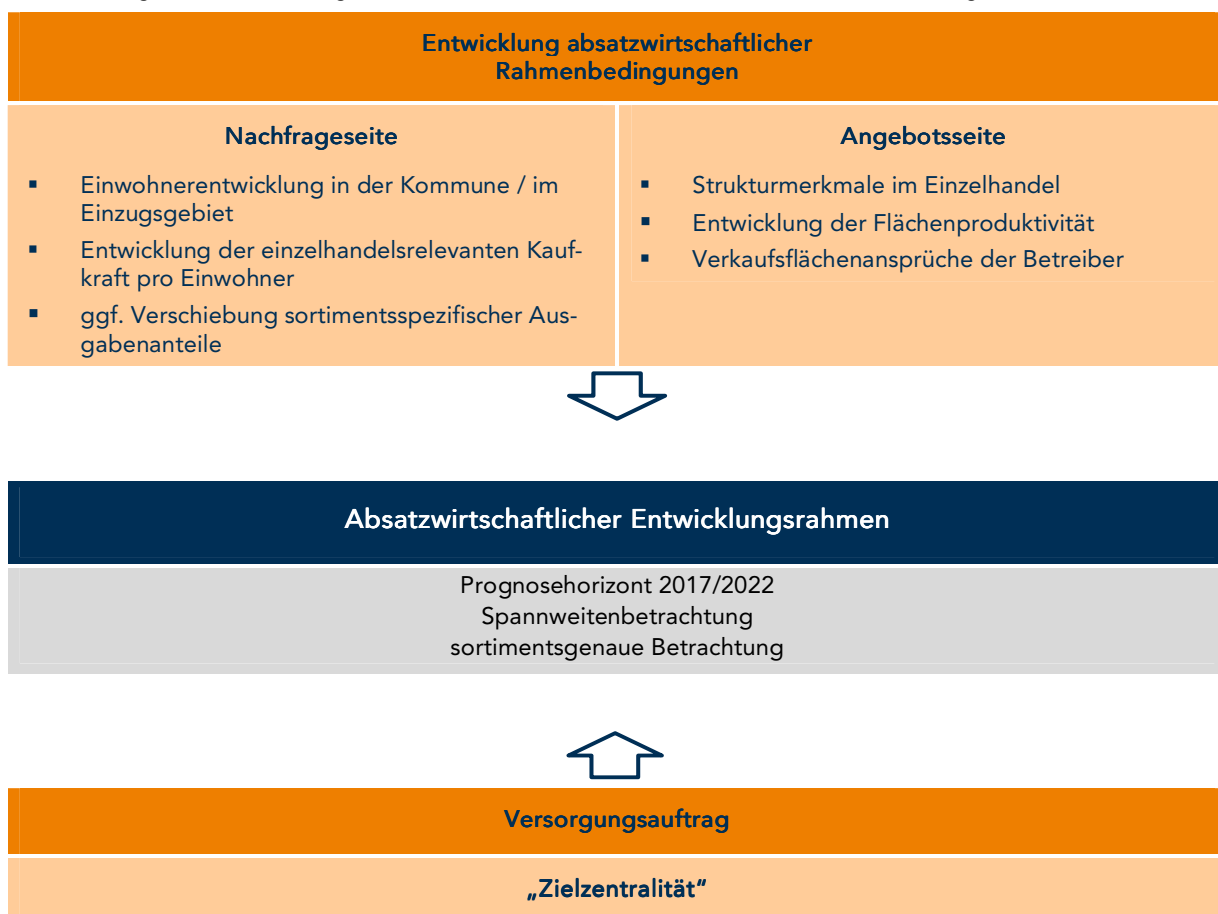 Entwicklung absatzwirtschaftlicher
Rahmenbedingungen
Nachfrageseite
▪ Einwohnerentwicklung in der Kommune / im
Einzugsgebiet
▪ Entwicklung der einzelhandelsrelevanten Kauf-
kraft pro Einwohner
▪ ggf. Verschiebung sortimentsspezifischer Aus-
gabenanteile
Angebotsseite
▪ Strukturmerkmale im Einzelhandel
▪ Entwicklung der Flächenproduktivität
▪ Verkaufsflächenansprüche der Betreiber
Absatzwirtschaftlicher Entwicklungsrahmen
Prognosehorizont 2017/2022
Spannweitenbetrachtung
sortimentsgenaue Betrachtung
Versorgungsauftrag
„Zielzentralität“